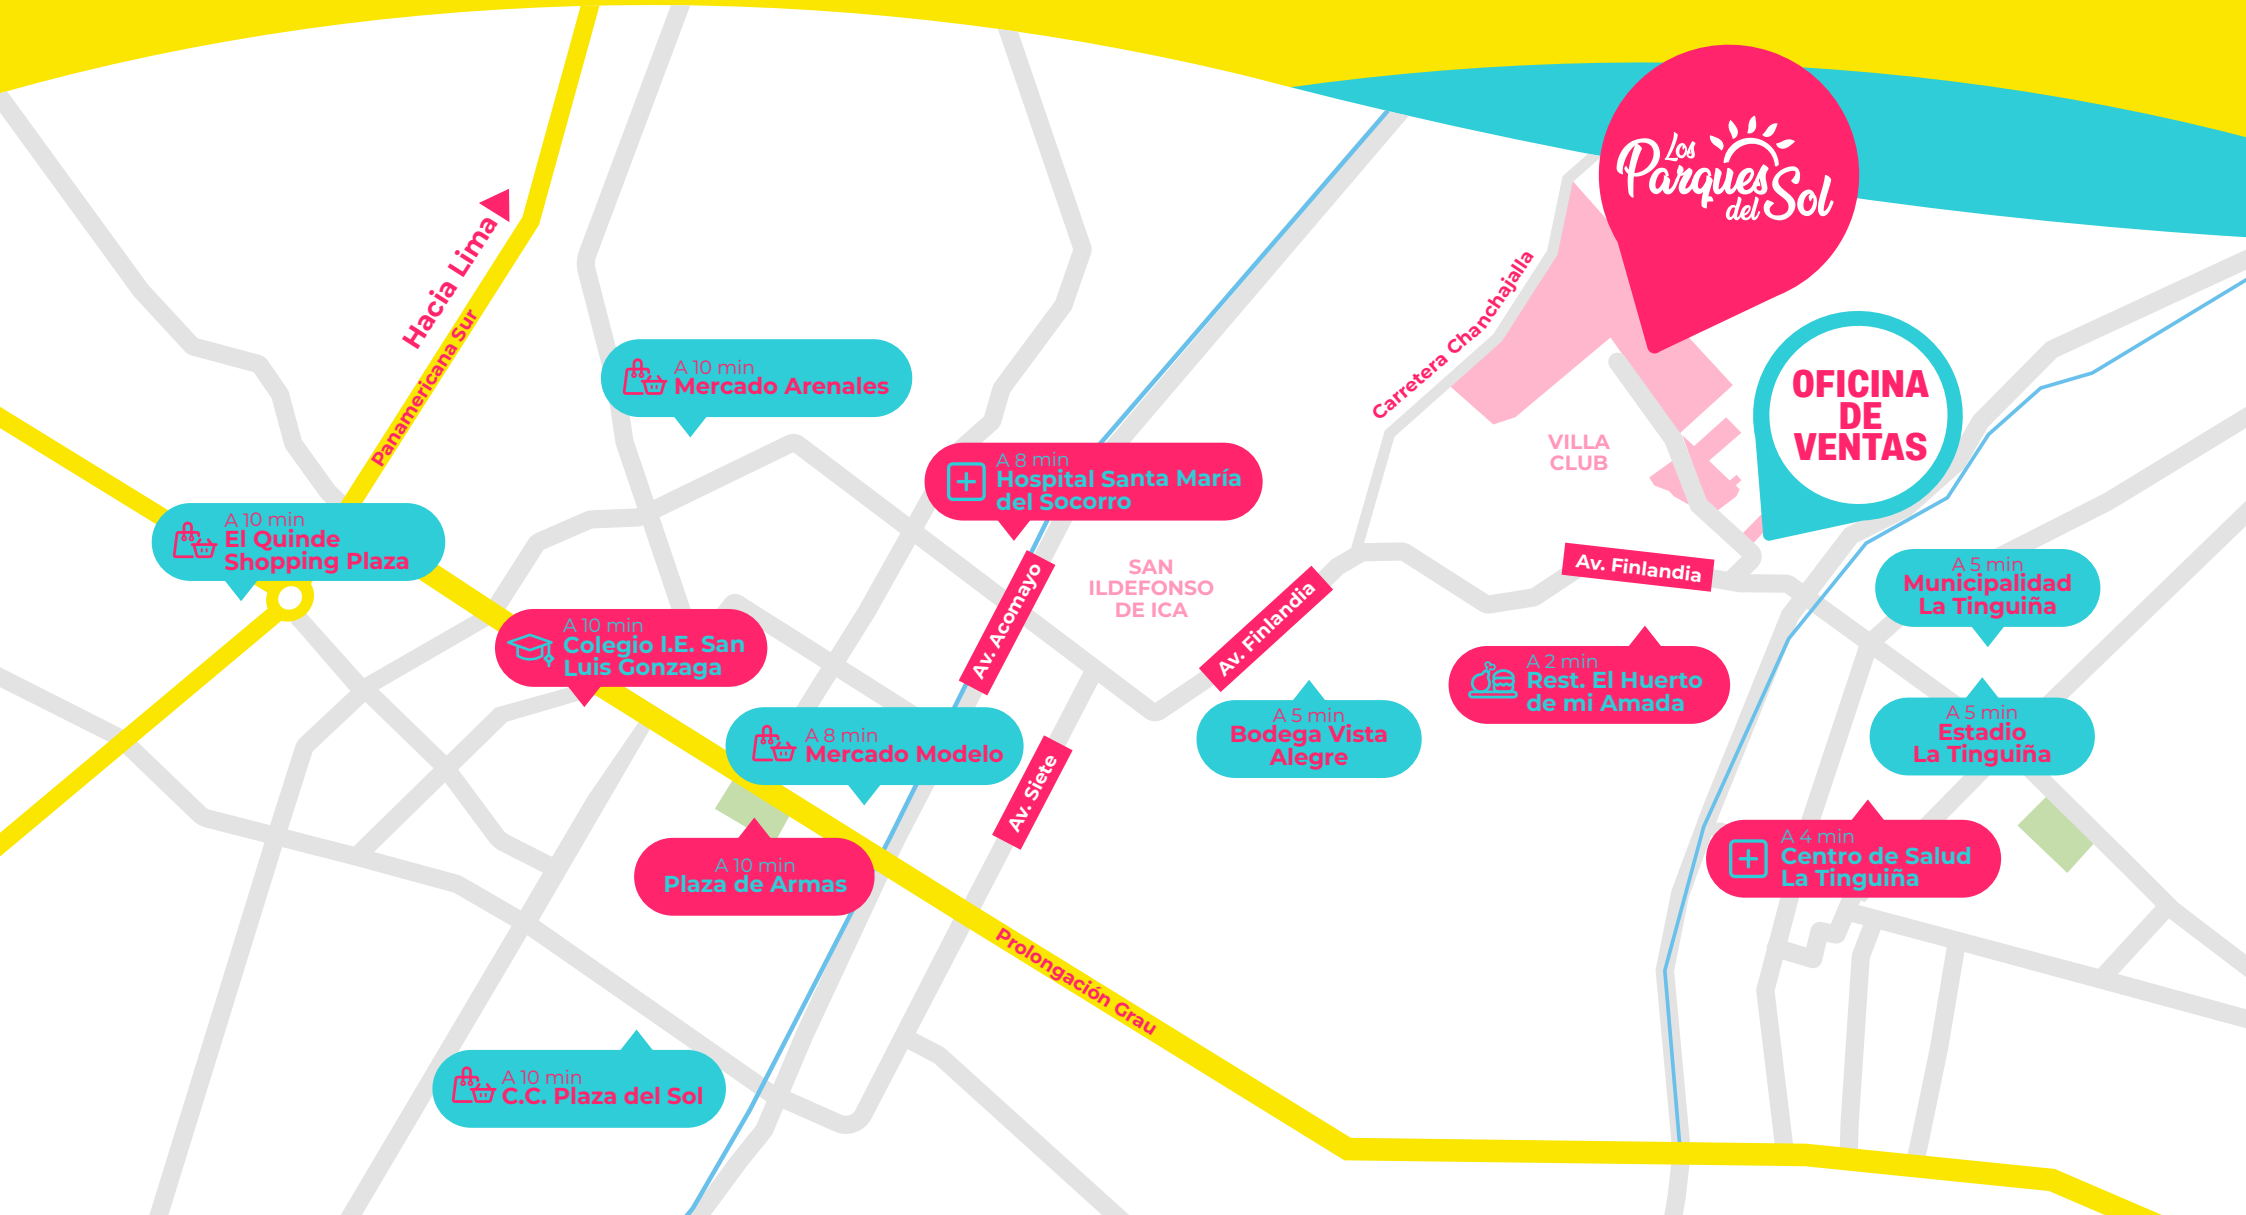 Los
Parques
del Sol
Hacia Lima
Panamericana Sur
Carretera Chanchajalla
OFICINA
DE
VENTAS
A 10 min
Mercado Arenales
VILLA
CLUB
A 8 min
Hospital Santa María
del Socorro
A 10 min
El Quinde
Shopping Plaza
SAN
ILDEFONSO
DE ICA
Av. Acomayo
Av. Finlandia
Av. Finlandia
A 5 min
Municipalidad
La Tinguiña
A 10 min
Colegio I.E. San
Luis Gonzaga
A 2 min
Rest. El Huerto
de mi Amada
A 8 min
Mercado Modelo
Av. Siete
A 5 min
Bodega Vista
Alegre
A 5 min
Estadio
La Tinguiña
A 10 min
Plaza de Armas
A 4 min
Centro de Salud
La Tinguiña
Prolongación Grau
A 10 min
C.C. Plaza del Sol